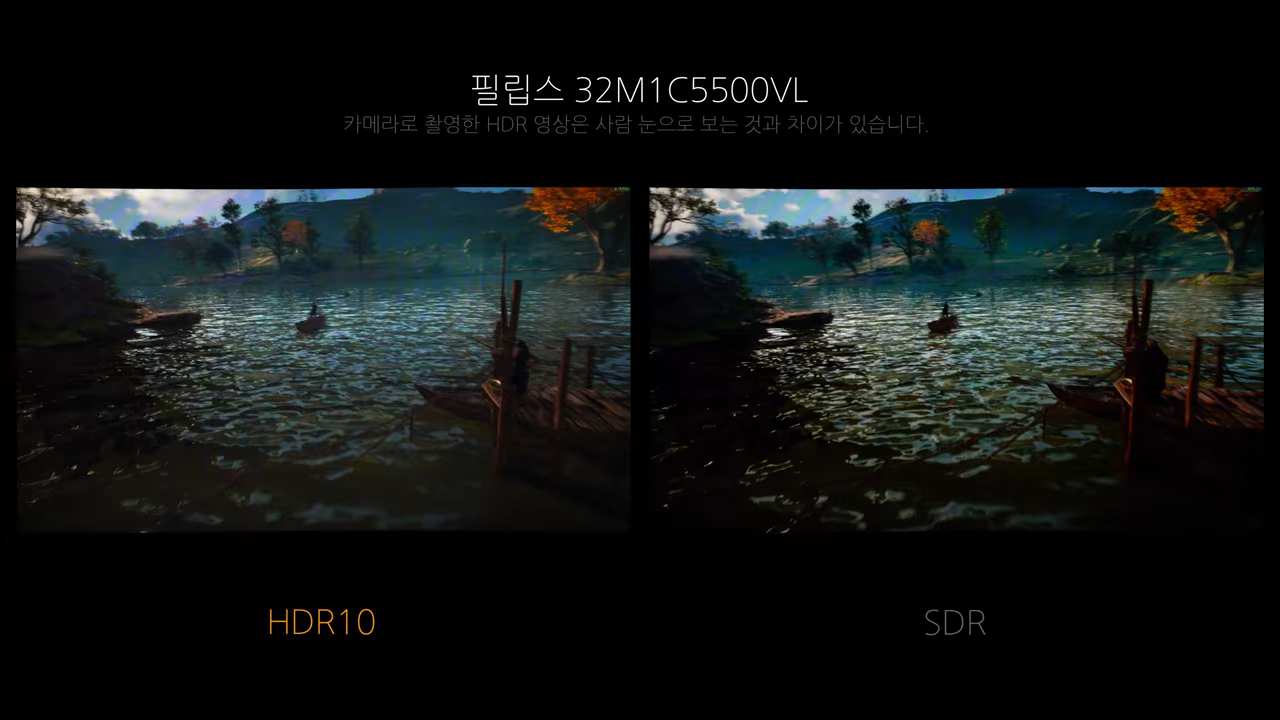 필립스 32M1C5500VL
카메라로 촬영한 HDR 영상은 사람 눈으로 보는 것과 차이가 있습니다.
HDR10
SDR